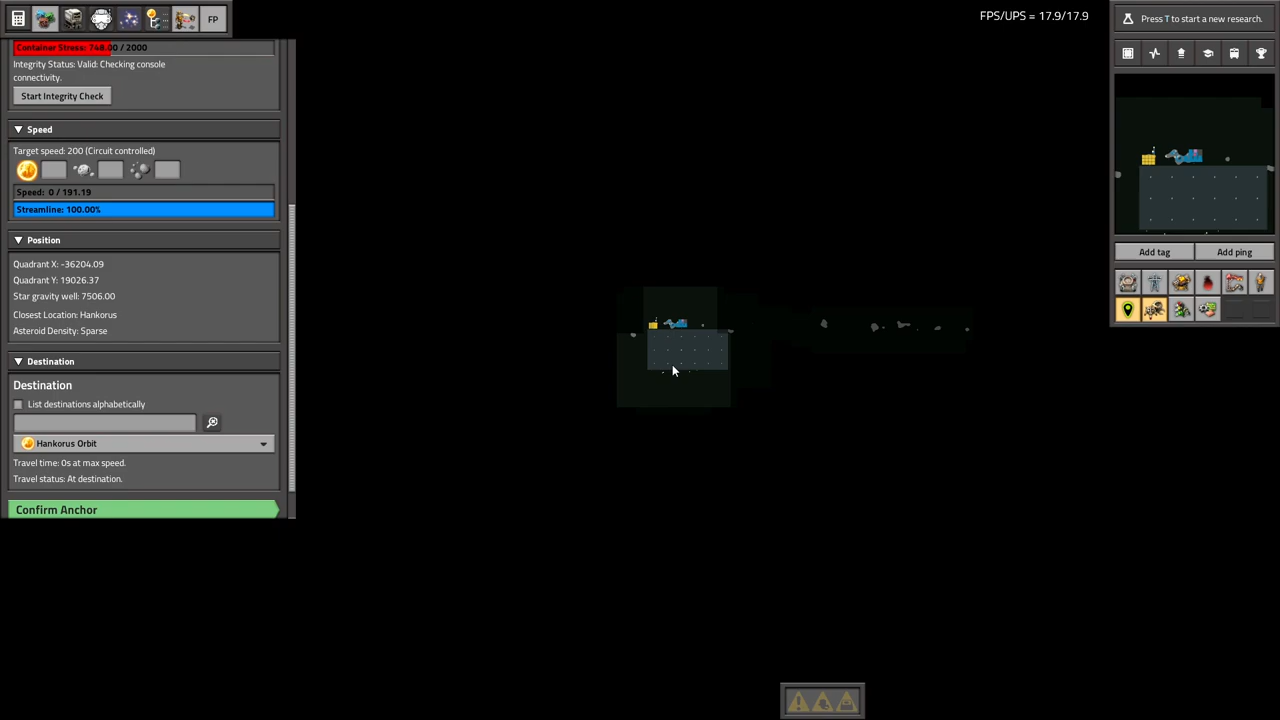 FP
FPS/UPS = 17.9/17.9
Press T to start a new research.
Container Stress: 748.00 / 2000
Integrity Status: Valid: Checking console
connectivity.
Start Integrity Check
Speed
Target speed: 200 (Circuit controlled)
Speed: 0 / 191.19
Streamline: 100.00%
Position
Quadrant X: -36204.09
Quadrant Y: 19026.37
Star gravity well: 7506.00
Closest Location: Hankorus
Asteroid Density: Sparse
Destination
Destination
List destinations alphabetically
Hankorus Orbit
Travel time: 0s at max speed.
Travel status: At destination.
Confirm Anchor
Add tag
Add ping